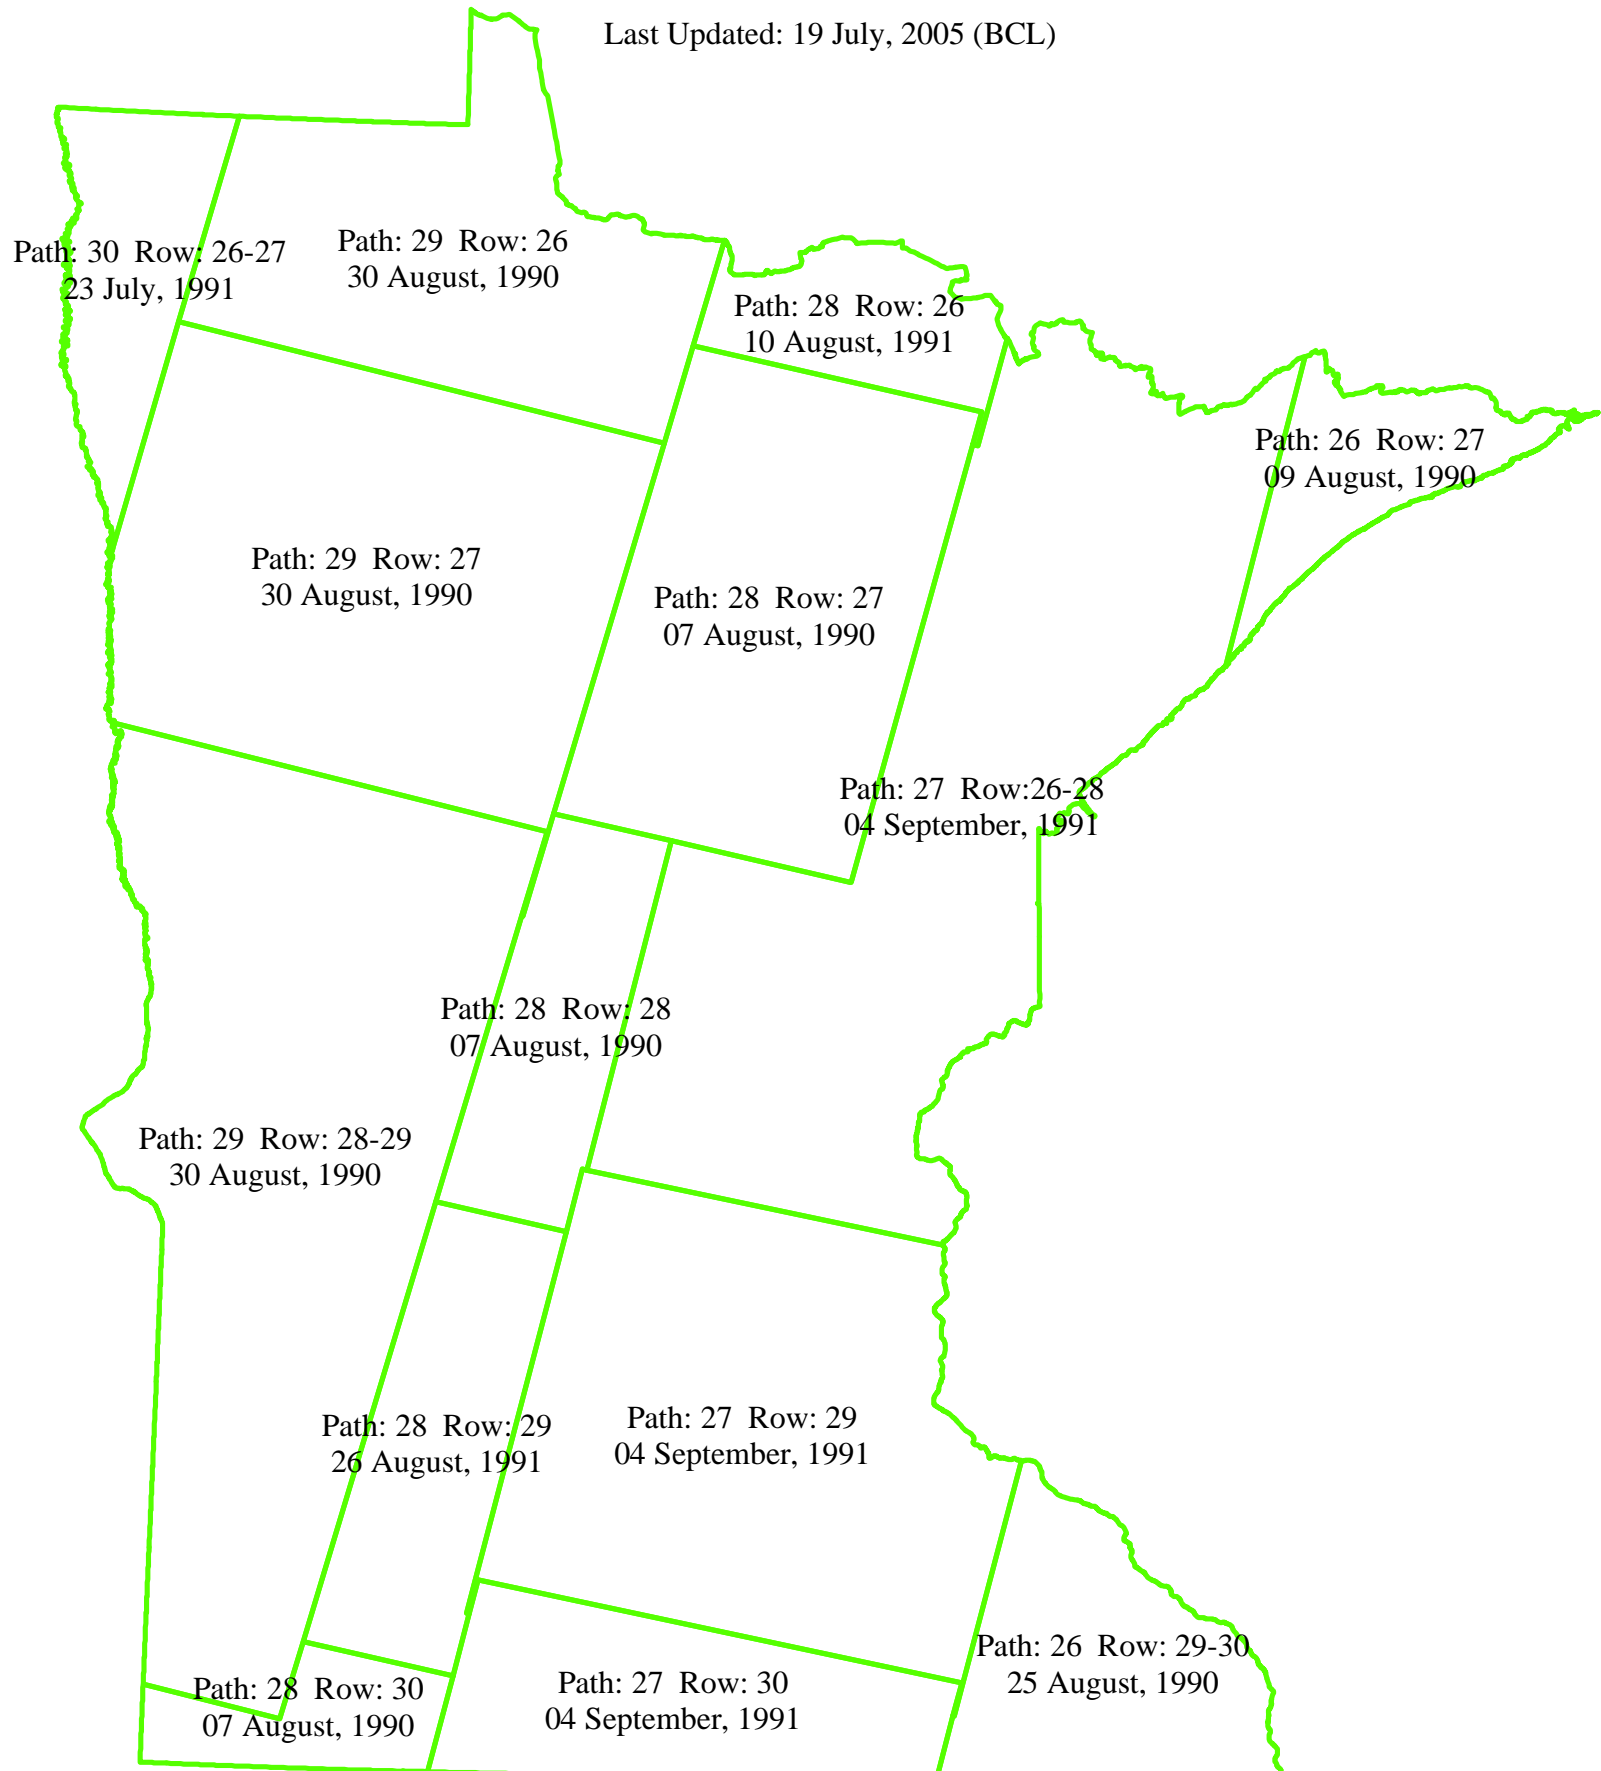 Last Updated: 19 July, 2005 (BCL)
Path: 30 Row: 26-27
23 July, 1991
Path: 29 Row: 26
30 August, 1990
Path: 28 Row: 26
10 August, 1991
Path: 26 Row: 27
09 August, 1990
Path: 29 Row: 27
30 August, 1990
Path: 28 Row: 27
07 August, 1990
Path: 27 Row:26-28
04 September, 1991
Path: 28 Row: 28
07 August, 1990
Path: 29 Row: 28-29
30 August, 1990
Path: 28 Row: 29
26 August, 1991
Path: 27 Row: 29
04 September, 1991
Path: 26 Row: 29-30
25 August, 1990
Path: 28 Row: 30
07 August, 1990
Path: 27 Row: 30
04 September, 1991